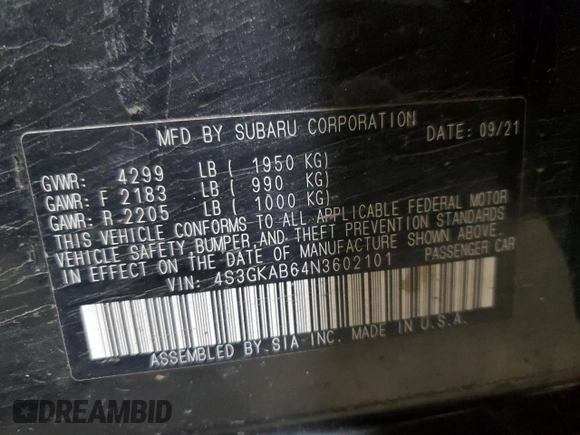 MFD BY SUBARU CORPORATION DATE: 09/21
GVWR: 4299 LB ( 1950 KG)
GAWR: F 2183 LB ( 990 KG)
GAWR: R 2205 LB ( 1000 KG)
THIS VEHICLE CONFORMS TO ALL APPLICABLE FEDERAL MOTOR
VEHICLE SAFETY BUMPER, AND THEFT PREVENTION STANDARDS
IN EFFECT ON THE DATE OF MANUFACTURE SHOWN ABOVE.
VIN: 4S3GKAB64N3602101 PASSENGER CAR
ASSEMBLED BY SIA INC. MADE IN U.S.A.
DREAMBID